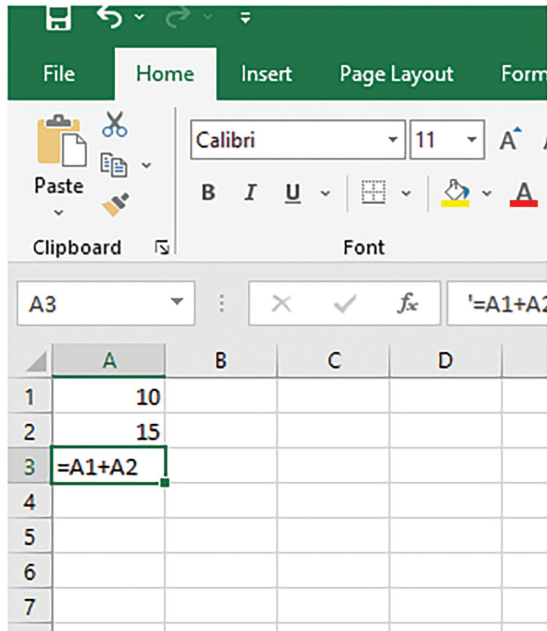 File Home Insert Page Layout Form
Calibri 11 A
Paste
B I U A
Clipboard Font
A3 fx '=A1+A2
A B C D
1 10
2 15
3 =A1+A2
4
5
6
7